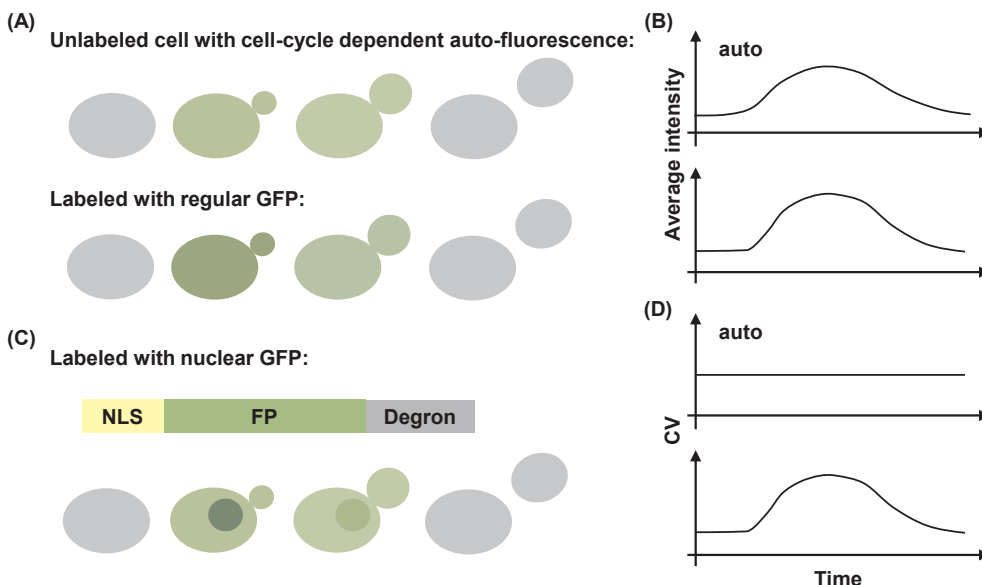 (A)
Unlabeled cell with cell-cycle dependent auto-fluorescence:
Labeled with regular GFP:
(B)
auto
Average intensity
(C)
Labeled with nuclear GFP:
NLS FP Degron
(D)
auto
CV
Time